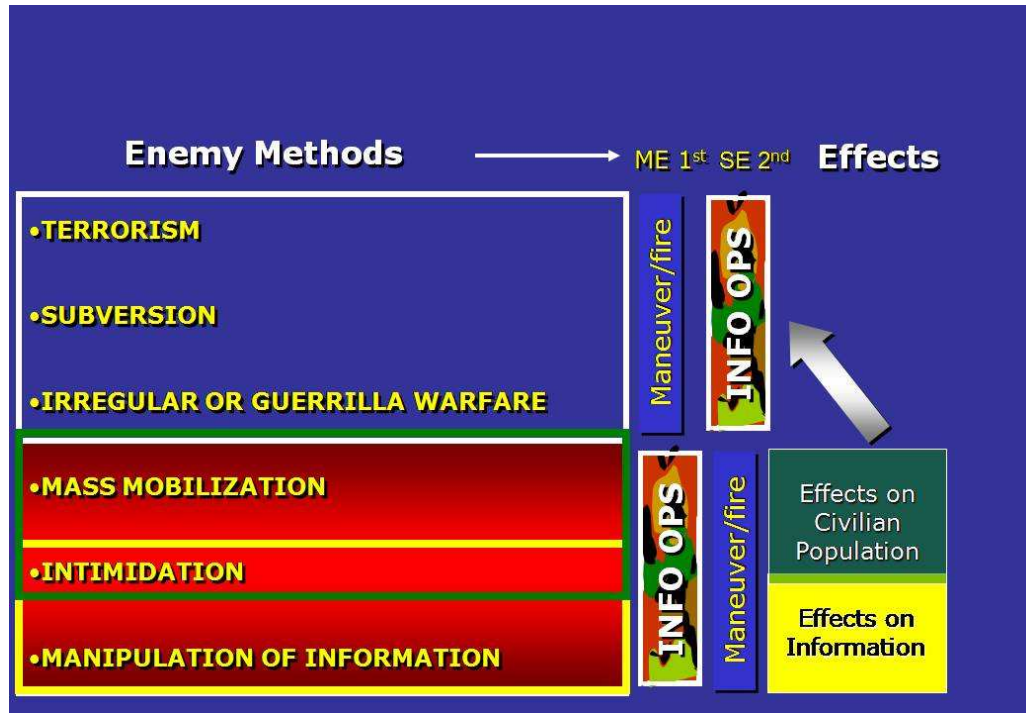 Enemy Methods
ME 1st SE 2nd
Effects
•TERRORISM
•SUBVERSION
•IRREGULAR OR GUERRILLA WARFARE
Maneuver/fire
INFO OPS
•MASS MOBILIZATION
•INTIMIDATION
•MANIPULATION OF INFORMATION
INFO OPS
Maneuver/fire
Effects on
Civilian
Population
Effects on
Information